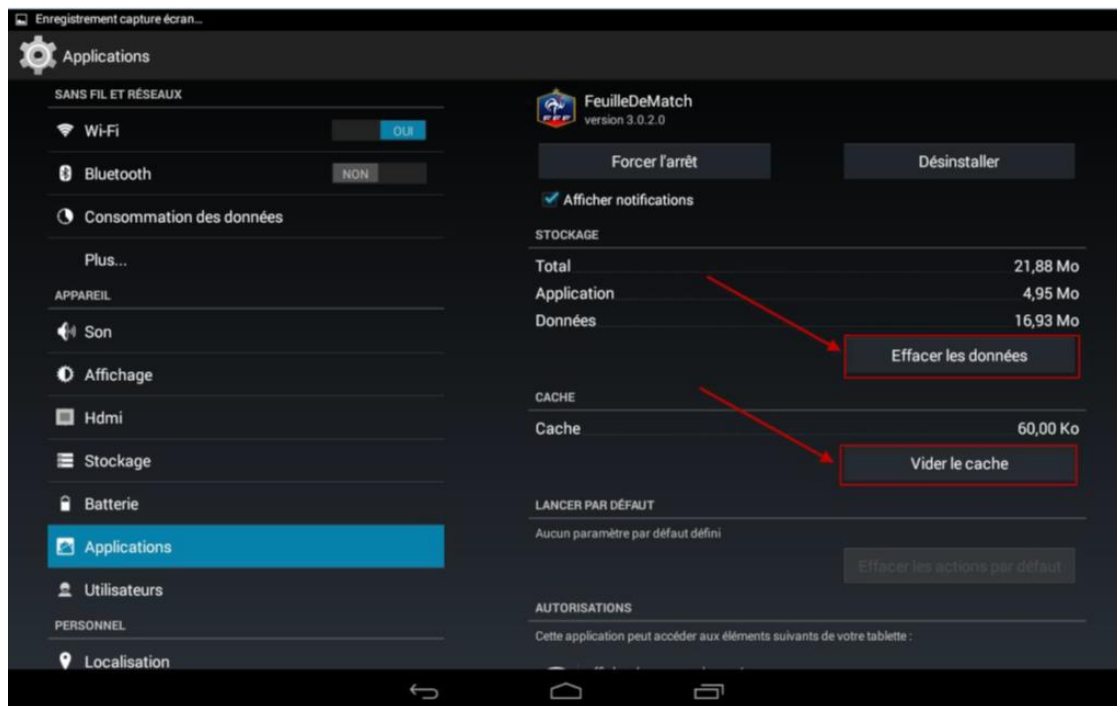 Enregistrement capture écran...
Applications
SANS FIL ET RÉSEAUX
Wi-Fi
OUI
Bluetooth
NON
Consommation des données
Plus...
APPAREIL
Son
Affichage
Hdmi
Stockage
Batterie
Applications
Utilisateurs
PERSONNEL
Localisation
FeuilleDeMatch
version 3.0.2.0
Forcer l'arrêt
Désinstaller
Afficher notifications
STOCKAGE
Total 21,88 Mo
Application 4,95 Mo
Données 16,93 Mo
Effacer les données
CACHE
Cache 60,00 Ko
Vider le cache
LANCER PAR DÉFAUT
Aucun paramètre par défaut défini
Effacer les actions par défaut
AUTORISATIONS
Cette application peut accéder aux éléments suivants de votre tablette :